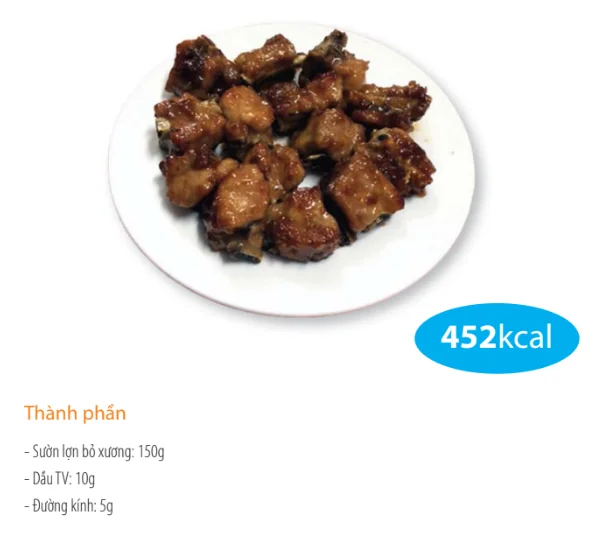 452kcal
Thành phần
- Sườn lợn bỏ xương: 150g
- Dầu TV: 10g
- Đường kính: 5g